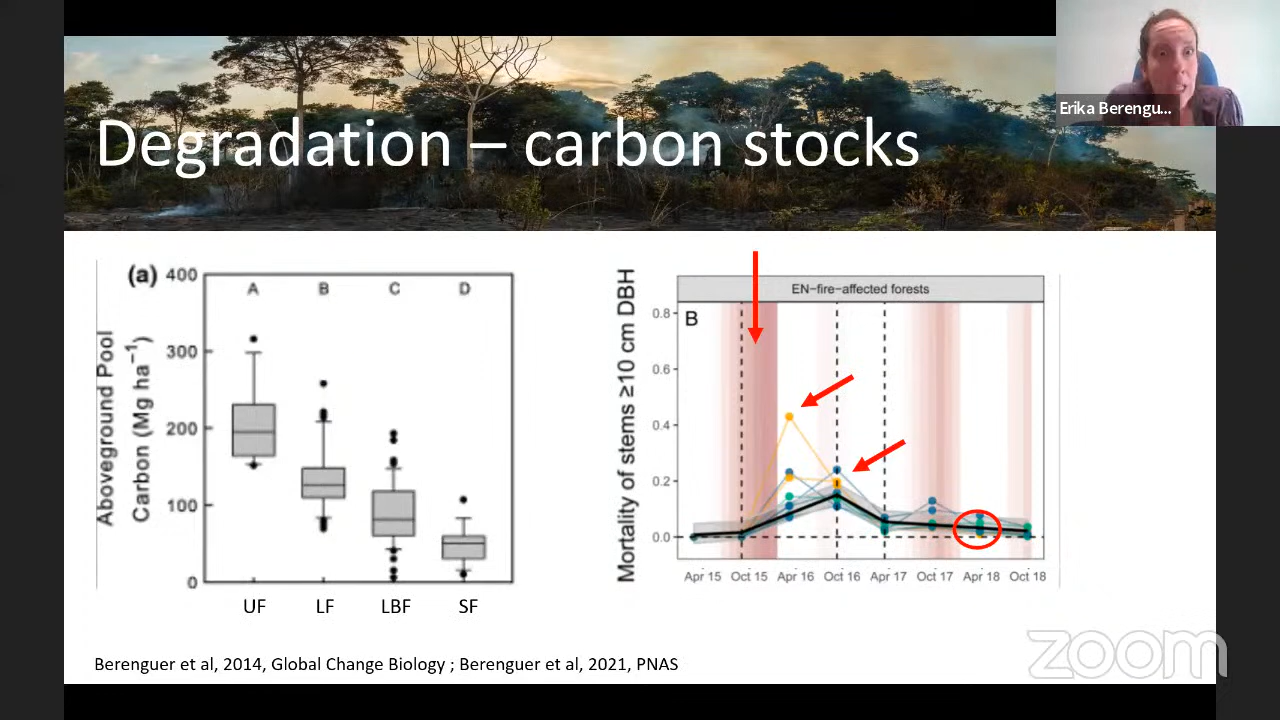 Erika Berengu...
Degradation – carbon stocks
(a)
400
300
200
100
0
Aboveground Pool
Carbon (Mg ha⁻¹)
A B C D
UF LF LBF SF
Mortality of stems ≥10 cm DBH
EN−fire−affected forests
B
0.8
0.6
0.4
0.2
0.0
Apr 15 Oct 15 Apr 16 Oct 16 Apr 17 Oct 17 Apr 18 Oct 18
Berenguer et al, 2014, Global Change Biology ; Berenguer et al, 2021, PNAS
zoom